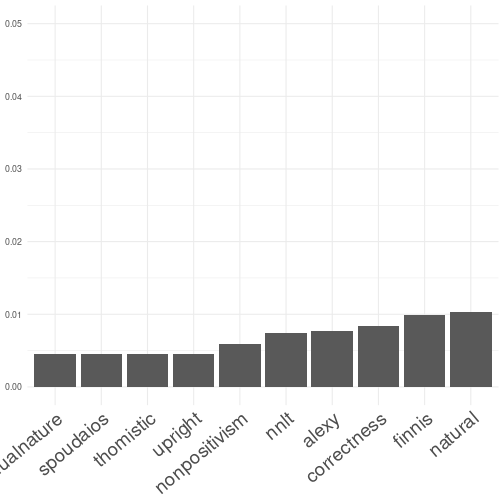 0.05
0.04
0.03
0.02
0.01
0.00
ualnature
spoudaios
thomistic
upright
nonpositivism
nnlt
alexy
correctness
finnis
natural